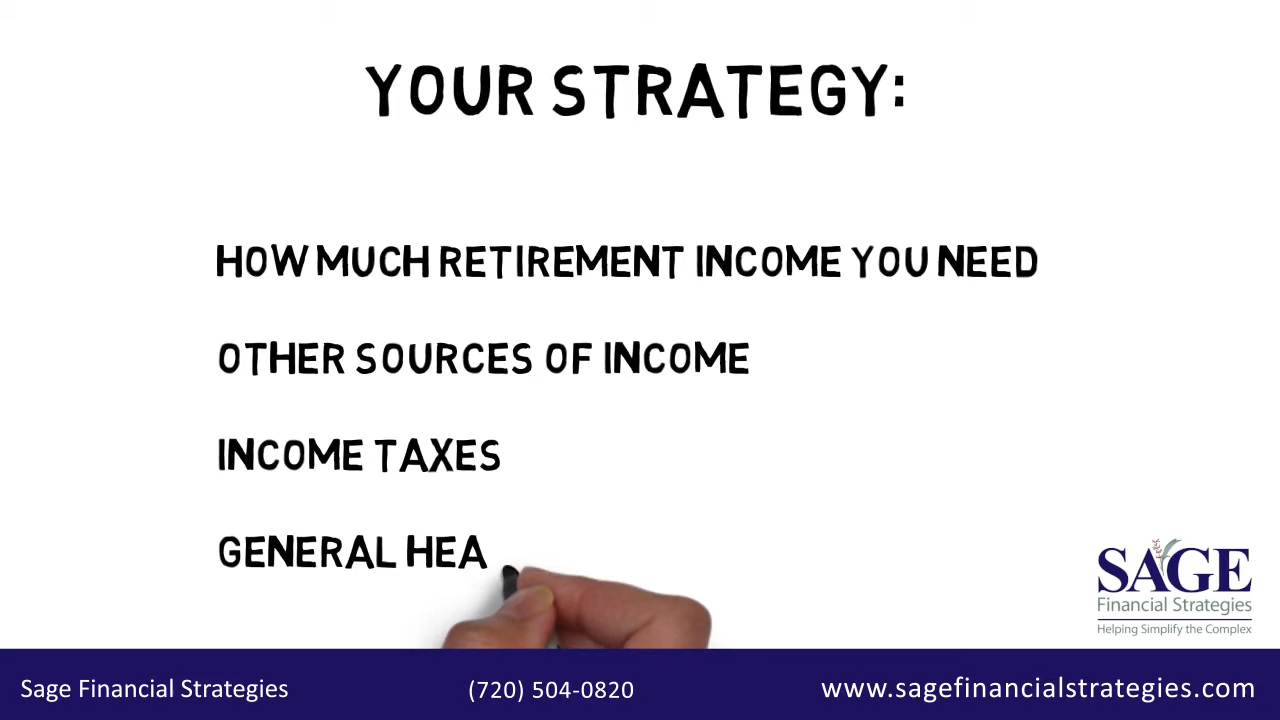 YOUR STRATEGY:
HOW MUCH RETIREMENT INCOME YOU NEED
OTHER SOURCES OF INCOME
INCOME TAXES
GENERAL HEA
SAGE
Financial Strategies
Helping Simplify the Complex
Sage Financial Strategies
(720) 504-0820
www.sagefinancialstrategies.com